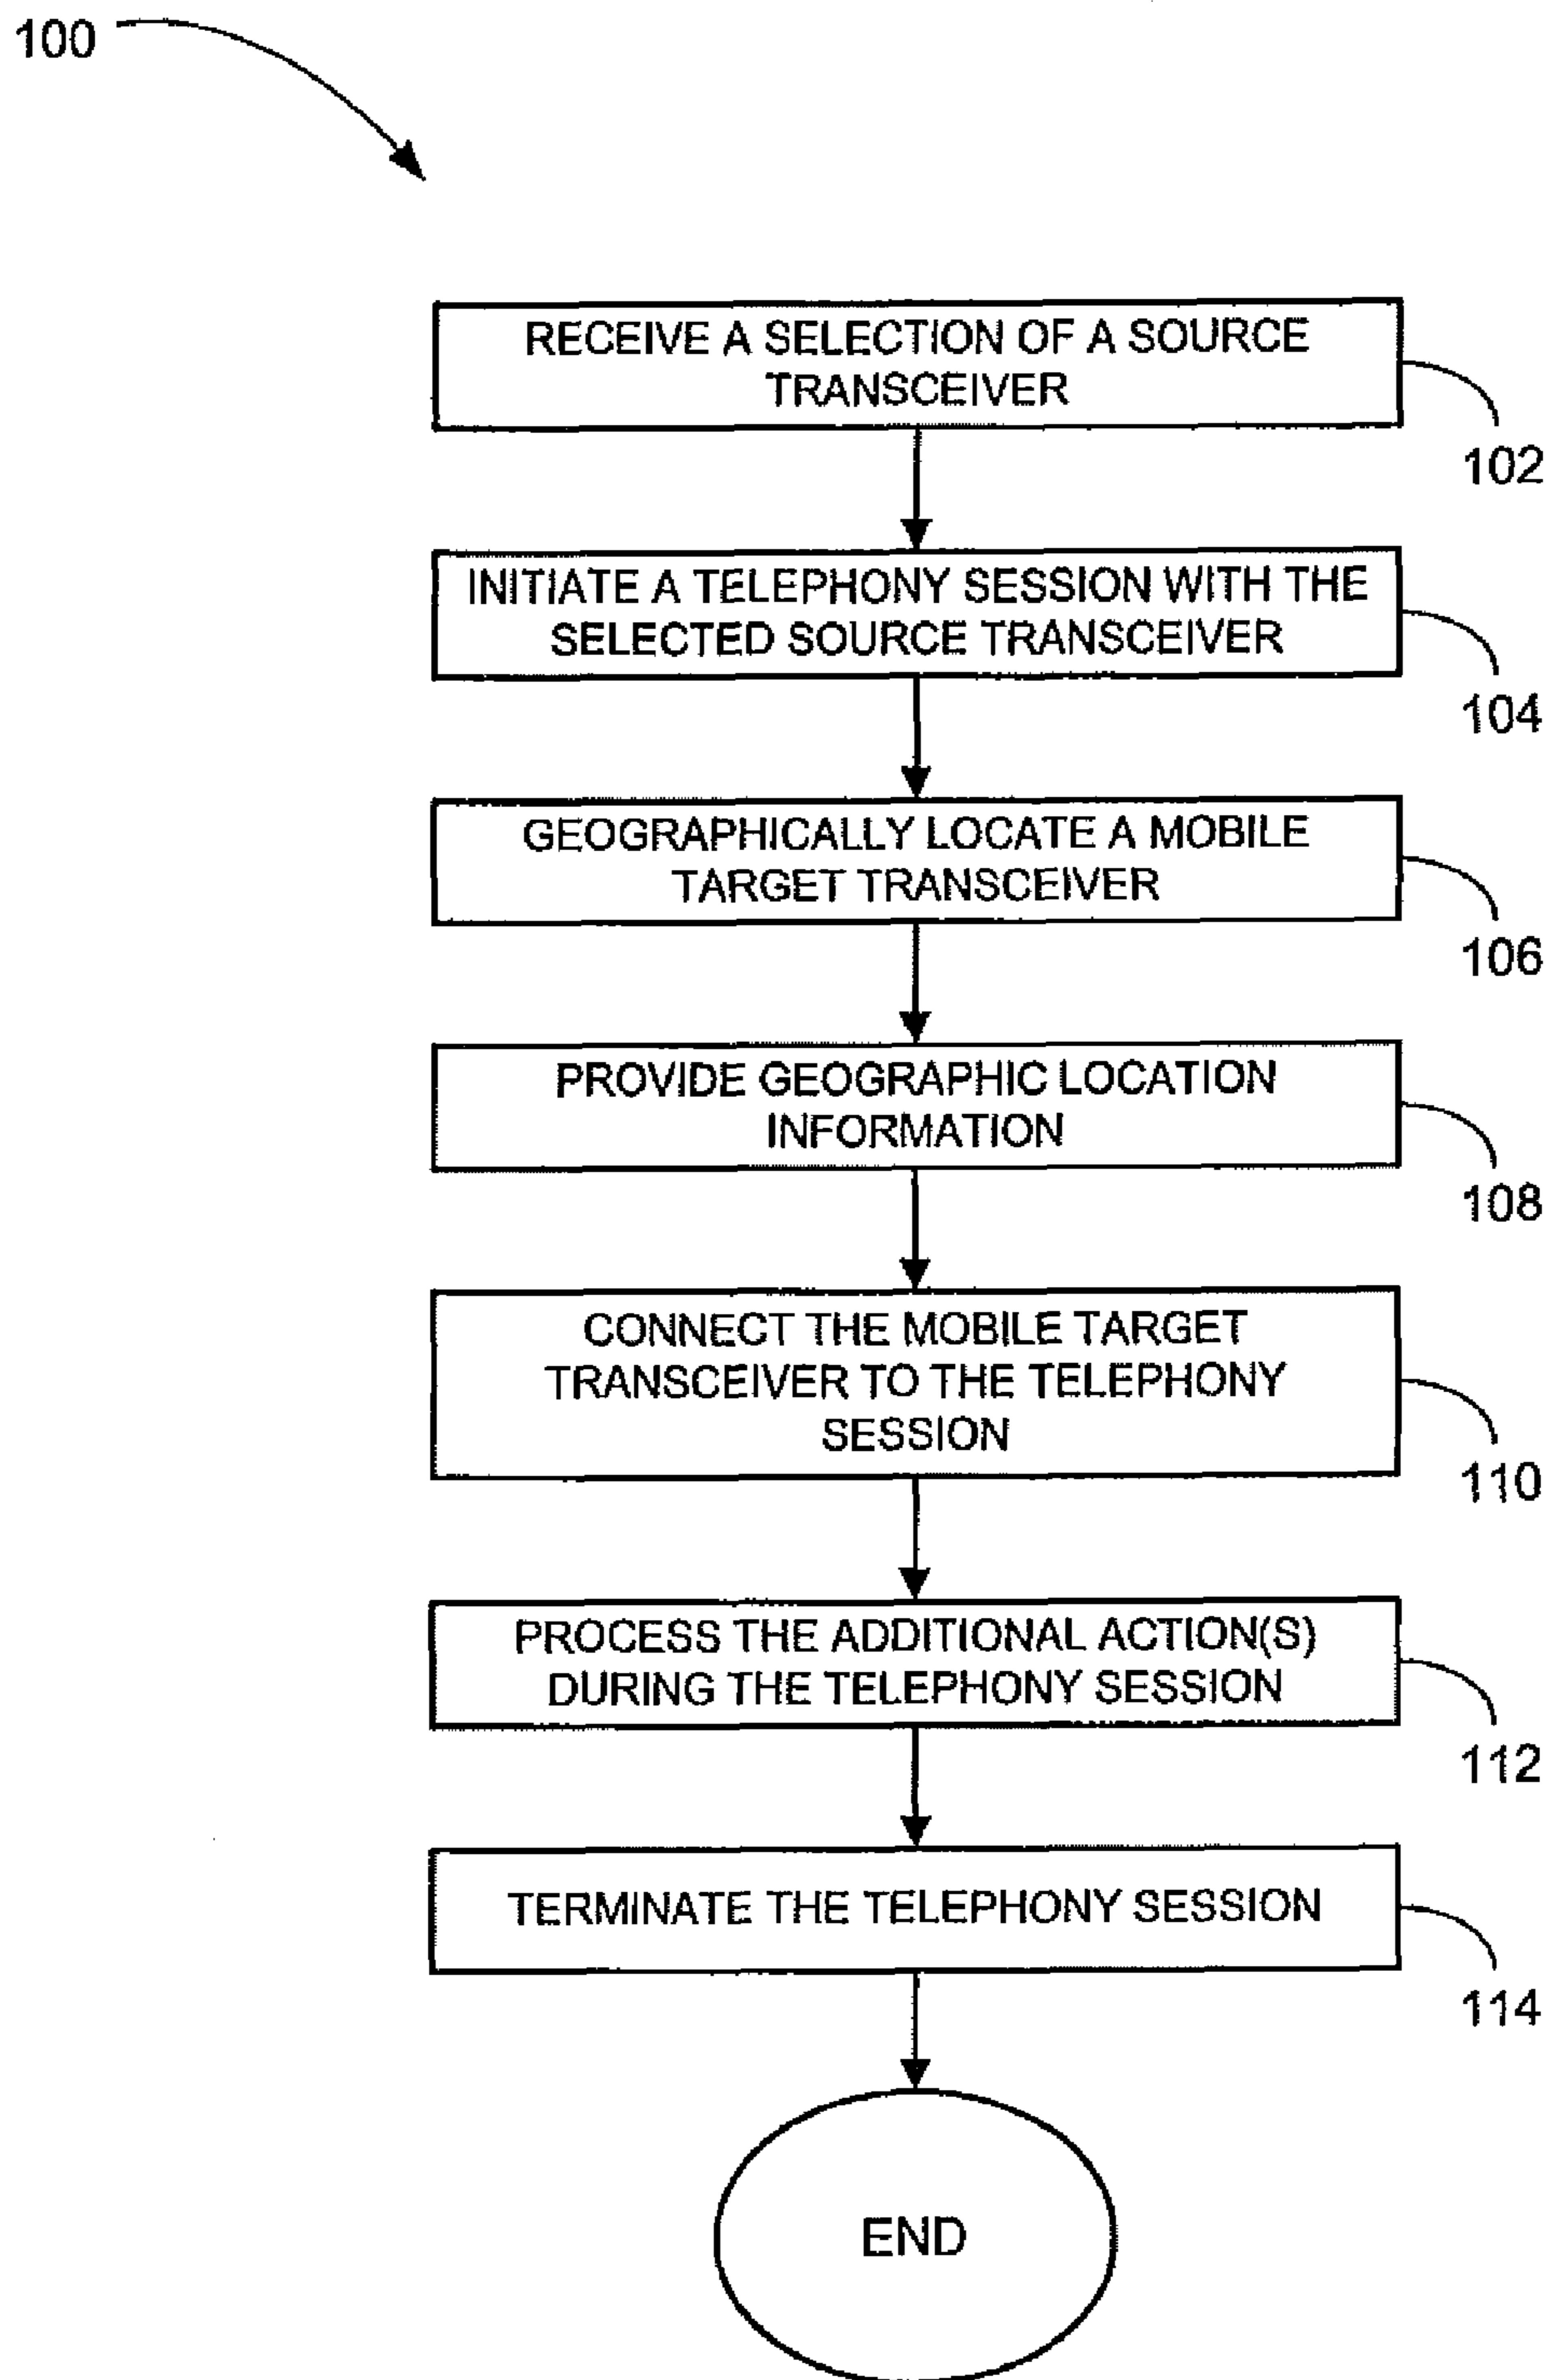 100
RECEIVE A SELECTION OF A SOURCE
TRANSCEIVER
102
INITIATE A TELEPHONY SESSION WITH THE
SELECTED SOURCE TRANSCEIVER
104
GEOGRAPHICALLY LOCATE A MOBILE
TARGET TRANSCEIVER
106
PROVIDE GEOGRAPHIC LOCATION
INFORMATION
108
CONNECT THE MOBILE TARGET
TRANSCEIVER TO THE TELEPHONY
SESSION
110
PROCESS THE ADDITIONAL ACTION(S)
DURING THE TELEPHONY SESSION
112
TERMINATE THE TELEPHONY SESSION
114
END